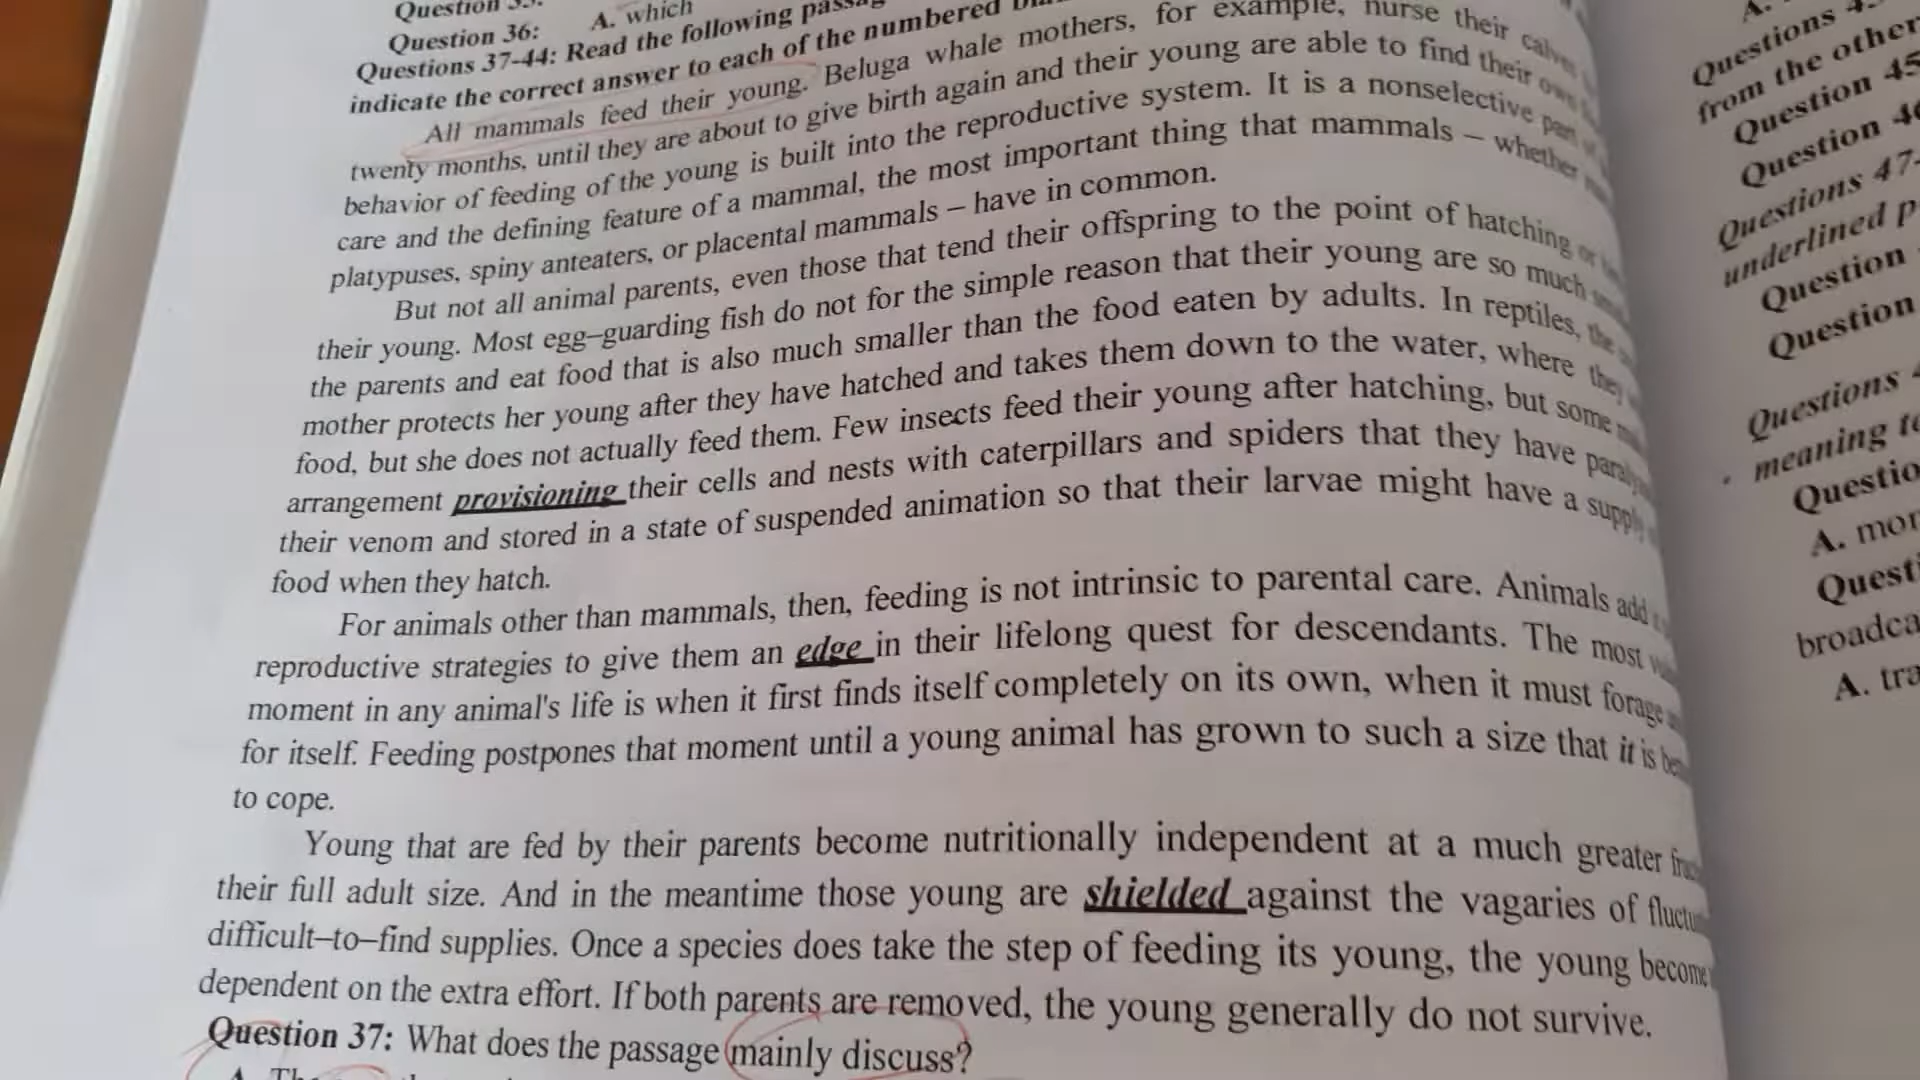 Question
Question 36: A. which
Questions 37-44: Read the following
indicate the correct answer to each of the numbered
All mammals feed their young. Beluga whale mothers, for example, nurse their calves
twenty months, until they are about to give birth again and their young are able to find their own
behavior of feeding of the young is built into the reproductive system. It is a nonselective part
care and the defining feature of a mammal, the most important thing that mammals – whether
platypuses, spiny anteaters, or placental mammals – have in common.
But not all animal parents, even those that tend their offspring to the point of hatching or
their young. Most egg–guarding fish do not for the simple reason that their young are so much
the parents and eat food that is also much smaller than the food eaten by adults. In reptiles, the
mother protects her young after they have hatched and takes them down to the water, where they
food, but she does not actually feed them. Few insects feed their young after hatching, but some
arrangement provisioning their cells and nests with caterpillars and spiders that they have
their venom and stored in a state of suspended animation so that their larvae might have a supply
food when they hatch.
For animals other than mammals, then, feeding is not intrinsic to parental care. Animals add
reproductive strategies to give them an edge in their lifelong quest for descendants. The most
moment in any animal's life is when it first finds itself completely on its own, when it must forage
for itself. Feeding postpones that moment until a young animal has grown to such a size that it is
to cope.
Young that are fed by their parents become nutritionally independent at a much greater
their full adult size. And in the meantime those young are shielded against the vagaries of
difficult–to–find supplies. Once a species does take the step of feeding its young, the young become
dependent on the extra effort. If both parents are removed, the young generally do not survive.
Question 37: What does the passage mainly discuss?
A.
A.
Questions
from the other
Question 45
Question
Questions 47-
underlined
Question
Question
Questions
meaning
A.
broadca
A. tra